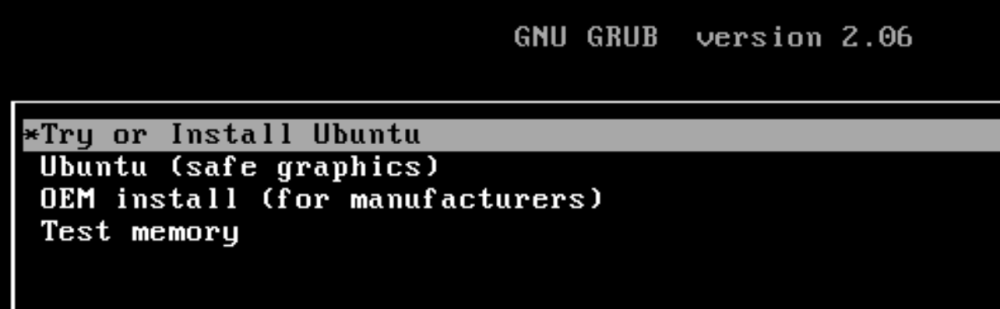 GNU GRUB  version 2.06
*Try or Install Ubuntu
Ubuntu (safe graphics)
OEM install (for manufacturers)
Test memory